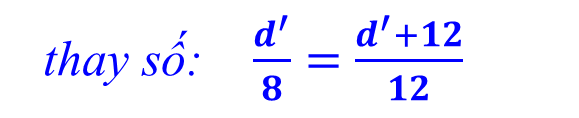 thay số: d′/8 = d′+12/12